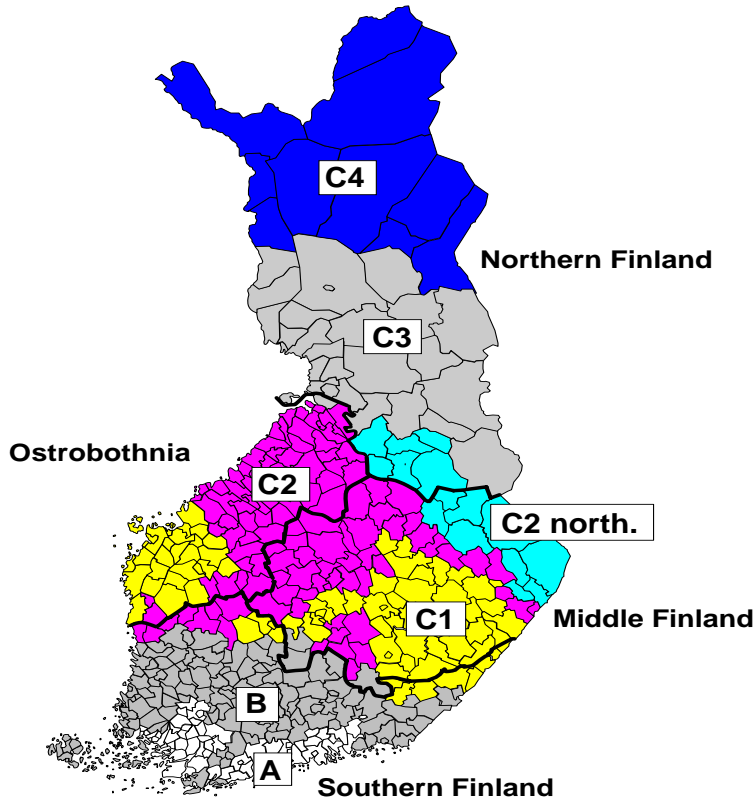 C4
Northern Finland
C3
Ostrobothnia
C2
C2 north.
C1
Middle Finland
B
A
Southern Finland